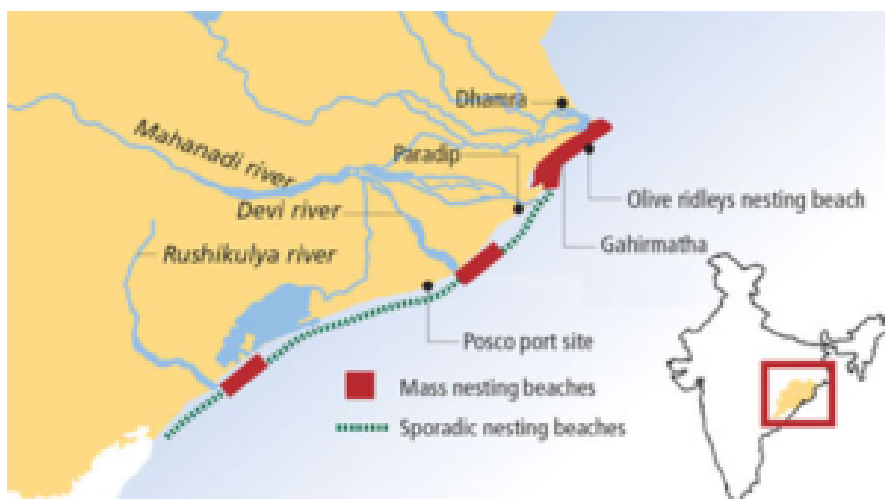 Dhamra
Mahanadi river
Paradip
Olive ridleys nesting beach
Devi river
Gahirmatha
Rushikulya river
Posco port site
Mass nesting beaches
Sporadic nesting beaches